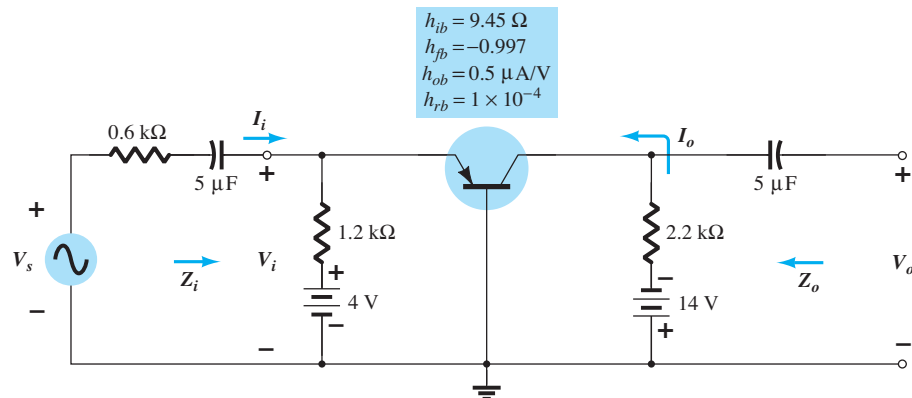 h_ib = 9.45 Ω
h_fb = −0.997
h_ob = 0.5 μA/V
h_rb = 1 × 10⁻⁴
0.6 kΩ
I_i
I_o
+
5 μF
+
5 μF
+
+
1.2 kΩ
2.2 kΩ
V_s
Z_i
V_i
+
4 V
−
−
14 V
+
Z_o
V_o
−
−
−